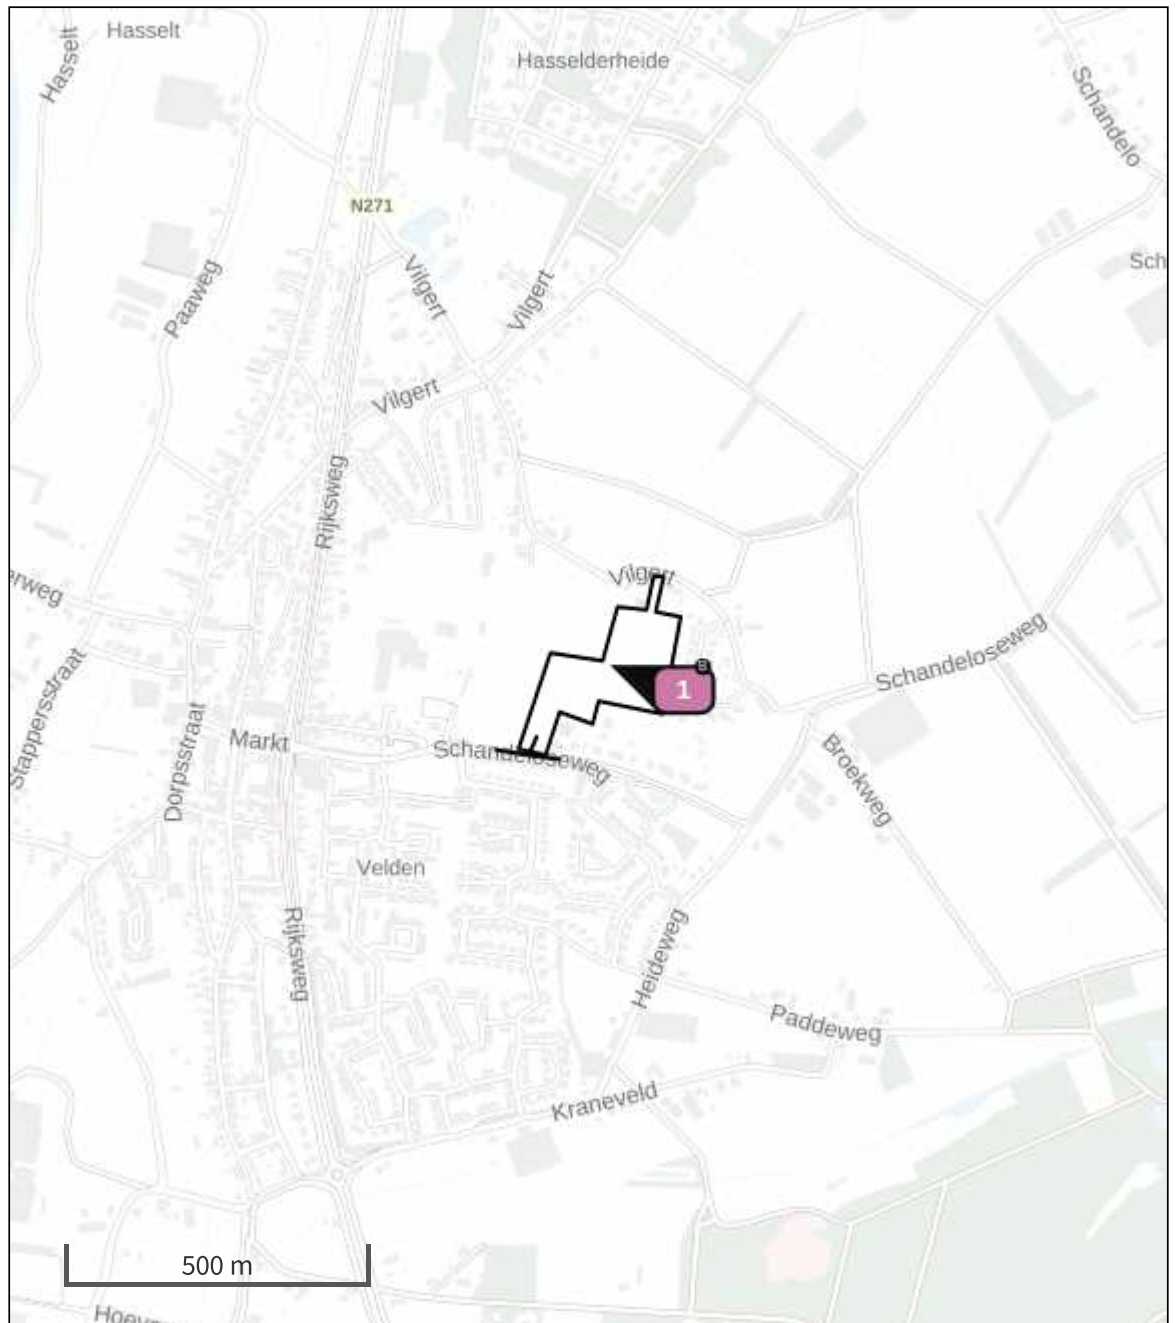 Hasselt
Hasselt
Hasselderheide
Schandelo
N271
Sch
Paaweg
Vilgert
Vilgert
Vilgert
Rijksweg
Vilgert
erweg
Schandeloseweg
1
B
Stappersstraat
Dorpsstraat
Markt
Schandeloseweg
Broekweg
Velden
Rijksweg
Heideweg
Paddeweg
Kraneveld
500 m